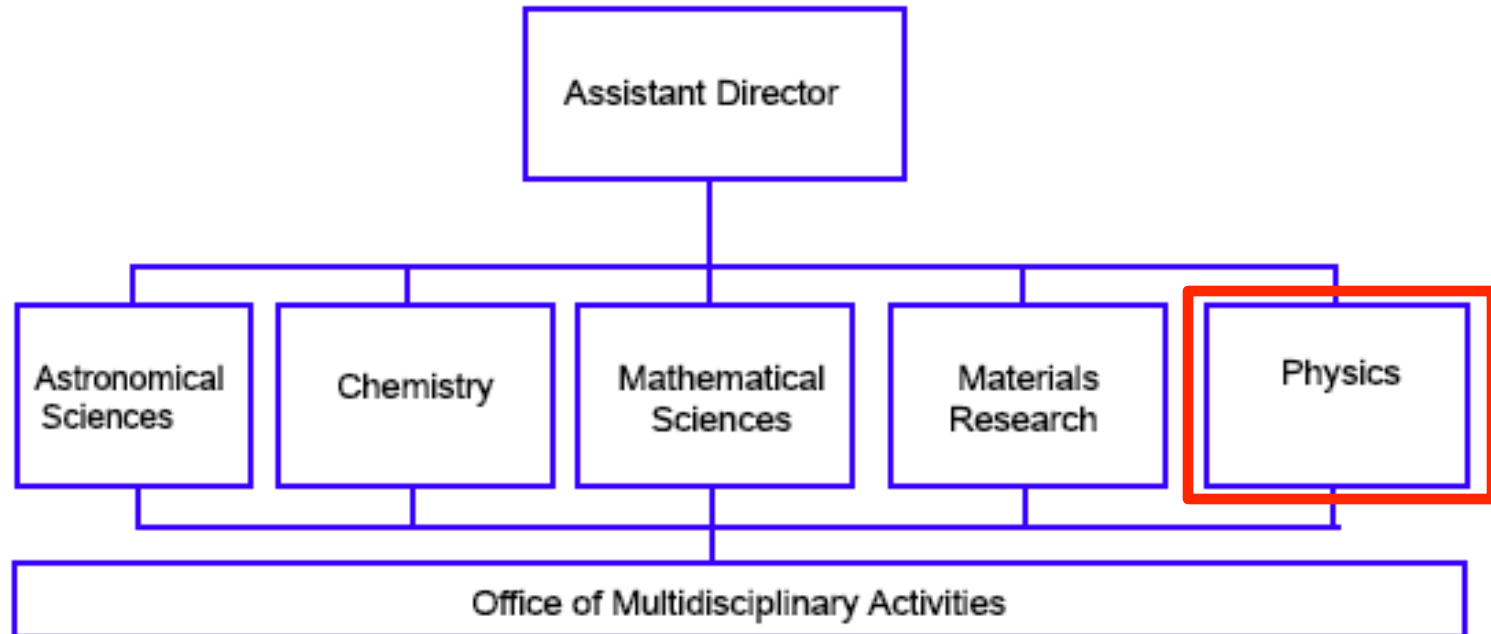 Assistant Director
Astronomical
Sciences
Chemistry
Mathematical
Sciences
Materials
Research
Physics
Office of Multidisciplinary Activities